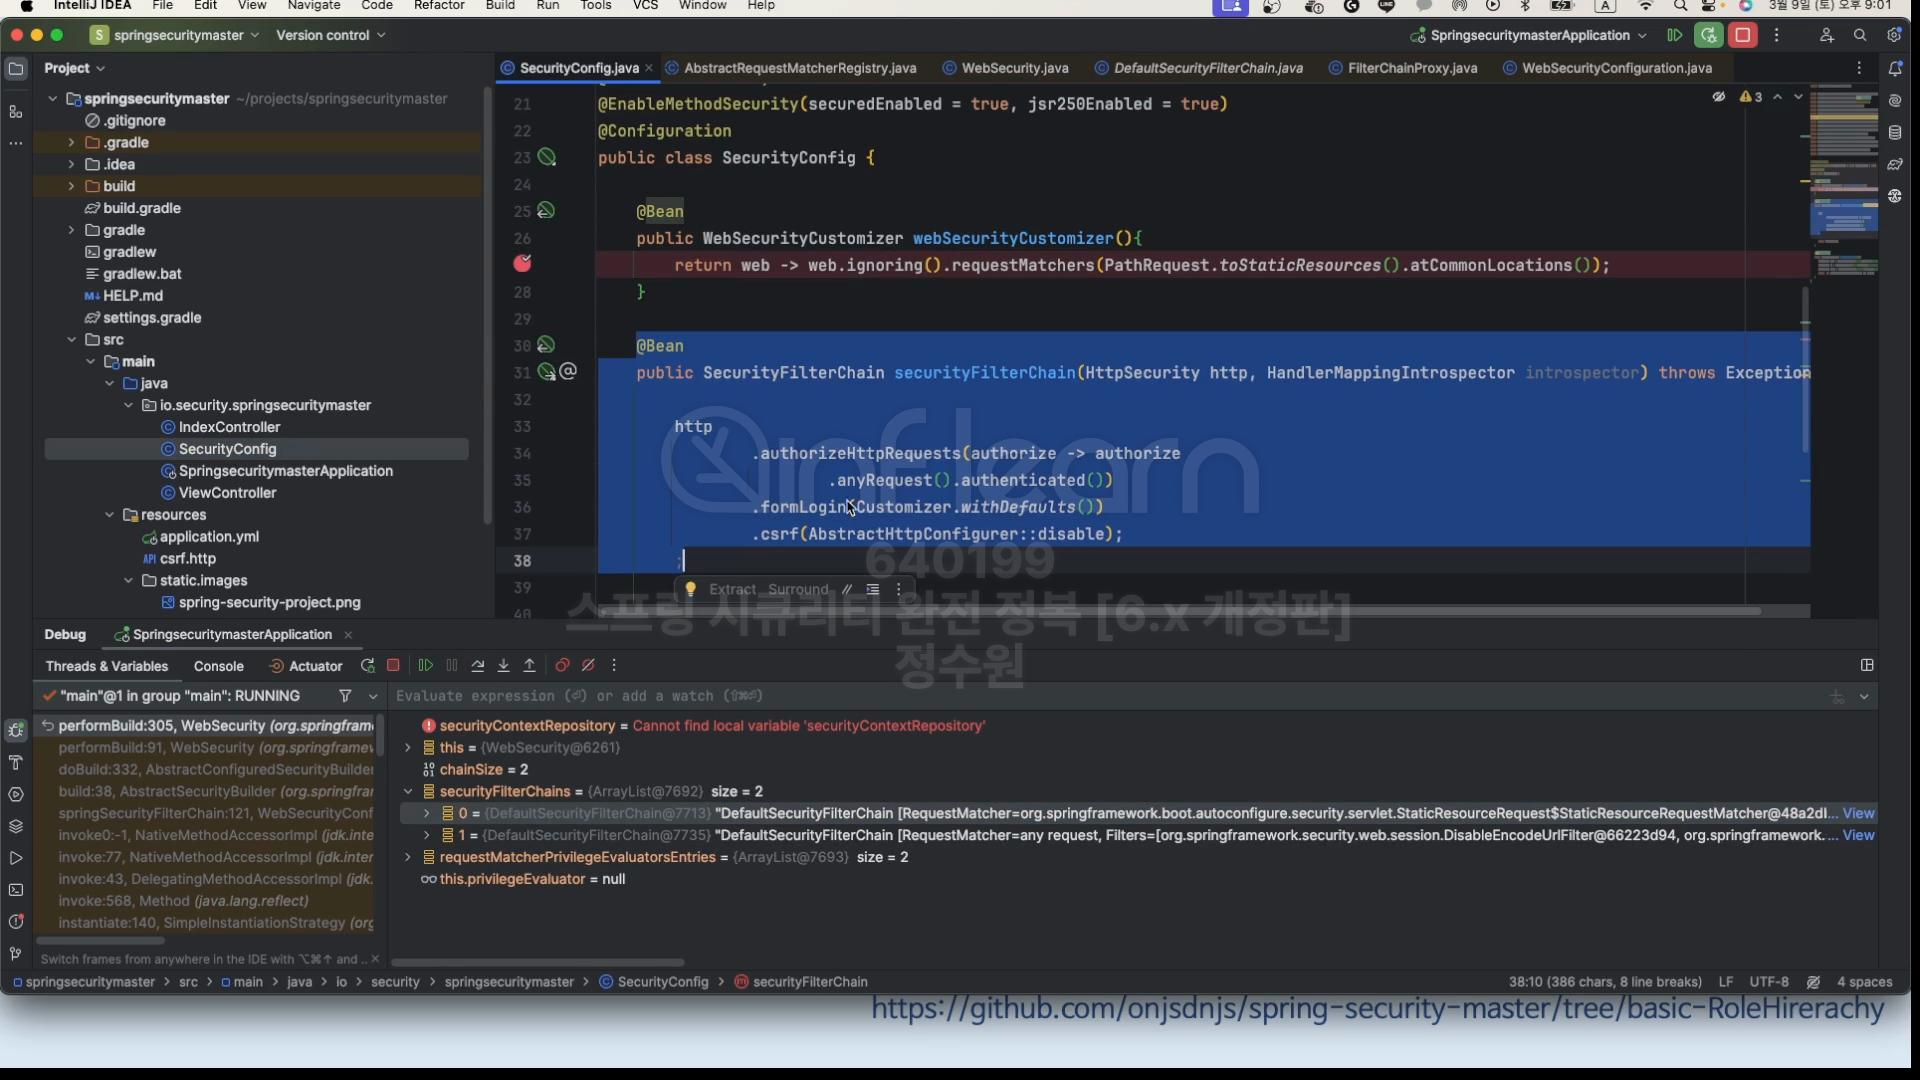 IntelliJ IDEA File Edit View Navigate Code Refactor Build Run Tools VCS Window Help A 3월 9일 (토) 오후 9:01
S springsecuritymaster Version control SpringsecuritymasterApplication
Project
SecurityConfig.java AbstractRequestMatcherRegistry.java WebSecurity.java DefaultSecurityFilterChain.java FilterChainProxy.java WebSecurityConfiguration.java
springsecuritymaster ~/projects/springsecuritymaster
.gitignore
.gradle
.idea
build
build.gradle
gradle
gradlew
gradlew.bat
HELP.md
settings.gradle
src
main
java
io.security.springsecuritymaster
IndexController
SecurityConfig
SpringsecuritymasterApplication
ViewController
resources
application.yml
API csrf.http
static.images
spring-security-project.png
3
21 @EnableMethodSecurity(securedEnabled = true, jsr250Enabled = true)
22 @Configuration
23 public class SecurityConfig {
24
25 @Bean
26 public WebSecurityCustomizer webSecurityCustomizer(){
return web -> web.ignoring().requestMatchers(PathRequest.toStaticResources().atCommonLocations());
28 }
29
30 @Bean
31 @ public SecurityFilterChain securityFilterChain(HttpSecurity http, HandlerMappingIntrospector introspector) throws Exception
32
33 http
34 .authorizeHttpRequests(authorize -> authorize
35 .anyRequest().authenticated())
36 .formLogin(Customizer.withDefaults())
37 .csrf(AbstractHttpConfigurer::disable);
38 ;
39
40
Extract Surround
inflearn
640199
스프링 시큐리티 완전 정복 [6.x 개정판]
정수원
Debug SpringsecuritymasterApplication
Threads & Variables Console Actuator
"main"@1 in group "main": RUNNING
performBuild:305, WebSecurity (org.springfram
performBuild:91, WebSecurity (org.springframew
doBuild:332, AbstractConfiguredSecurityBuilder
build:38, AbstractSecurityBuilder
springSecurityFilterChain:121, WebSecurityConf
invoke0:-1, NativeMethodAccessorImpl (jdk.inte
invoke:77, NativeMethodAccessorImpl (jdk.inter
invoke:43, DelegatingMethodAccessorImpl (jdk.
invoke:568, Method (java.lang.reflect)
instantiate:140, SimpleInstantiationStrategy (org
Switch frames from anywhere in the IDE with ⌥⌘↑ and ..
Evaluate expression (⏎) or add a watch (⇧⌘⏎)
securityContextRepository = Cannot find local variable 'securityContextRepository'
this = {WebSecurity@6261}
chainSize = 2
securityFilterChains = {ArrayList@7692} size = 2
0 = {DefaultSecurityFilterChain@7713} "DefaultSecurityFilterChain [RequestMatcher=org.springframework.boot.autoconfigure.security.servlet.StaticResourceRequest$StaticResourceRequestMatcher@48a2dl... View
1 = {DefaultSecurityFilterChain@7735} "DefaultSecurityFilterChain [RequestMatcher=any request, Filters=[org.springframework.security.web.session.DisableEncodeUrlFilter@66223d94, org.springframework.... View
requestMatcherPrivilegeEvaluatorsEntries = {ArrayList@7693} size = 2
this.privilegeEvaluator = null
springsecuritymaster > src > main > java > io > security > springsecuritymaster > SecurityConfig > securityFilterChain 38:10 (386 chars, 8 line breaks) LF UTF-8 4 spaces
https://github.com/onjsdnjs/spring-security-master/tree/basic-RoleHirerachy